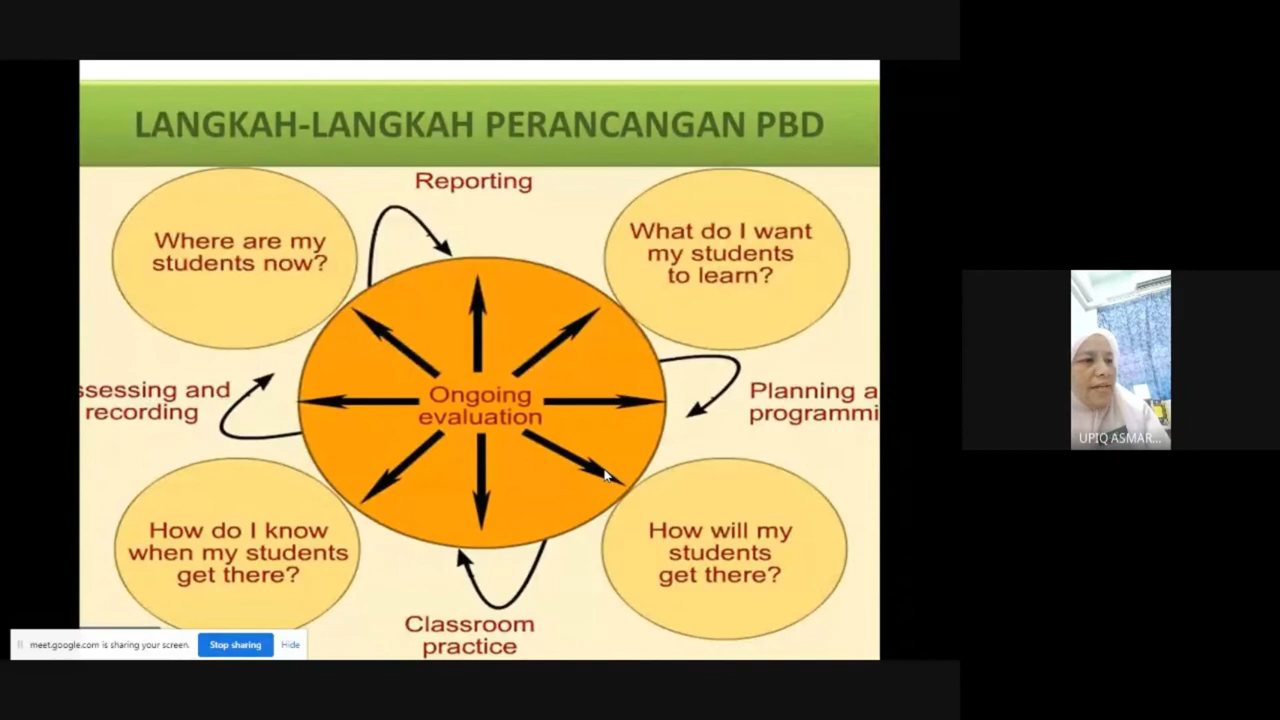 LANGKAH-LANGKAH PERANCANGAN PBD
Reporting
Where are my
students now?
What do I want
my students
to learn?
Ongoing
evaluation
ssessing and
recording
Planning a
programmi
How do I know
when my students
get there?
How will my
students
get there?
Classroom
practice
meet.google.com is sharing your screen.
Stop sharing
Hide
UPIQ ASMAR...